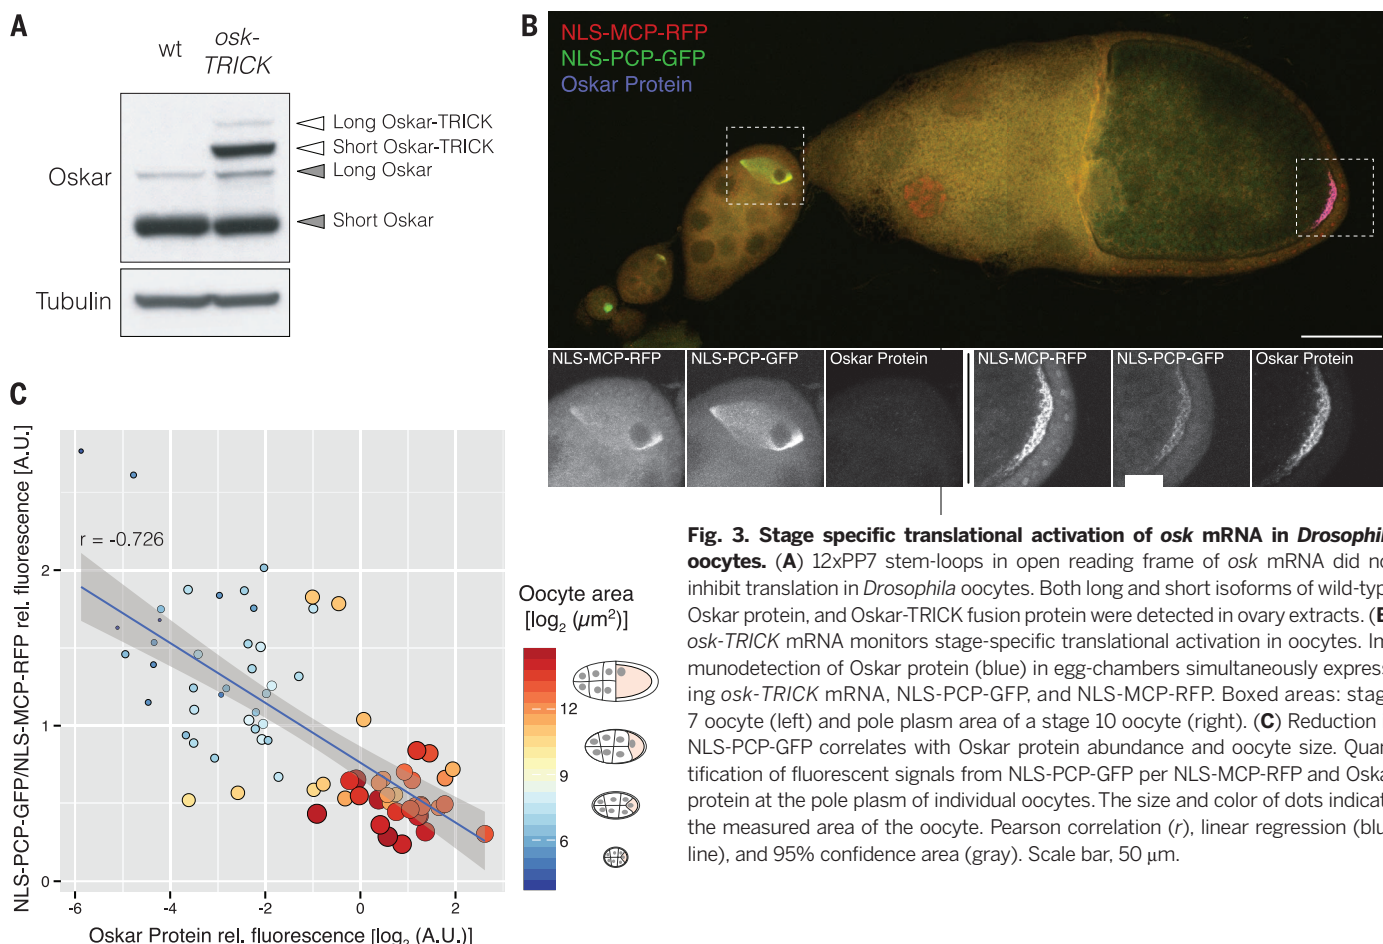 A
wt
osk-
TRICK
Oskar
Long Oskar-TRICK
Short Oskar-TRICK
Long Oskar
Short Oskar
Tubulin
B
NLS-MCP-RFP
NLS-PCP-GFP
Oskar Protein
NLS-MCP-RFP
NLS-PCP-GFP
Oskar Protein
NLS-MCP-RFP
NLS-PCP-GFP
Oskar Protein
C
NLS-PCP-GFP/NLS-MCP-RFP rel. fluorescence [A.U.]
r = -0.726
2
1
0
-6
-4
-2
0
2
Oskar Protein rel. fluorescence [log₂ (A.U.)]
Oocyte area
[log₂ (µm²)]
12
9
6
Fig. 3. Stage specific translational activation of osk mRNA in Drosophil
oocytes. (A) 12xPP7 stem-loops in open reading frame of osk mRNA did no
inhibit translation in Drosophila oocytes. Both long and short isoforms of wild-typ
Oskar protein, and Oskar-TRICK fusion protein were detected in ovary extracts. (B
osk-TRICK mRNA monitors stage-specific translational activation in oocytes. In
munodetection of Oskar protein (blue) in egg-chambers simultaneously express
ing osk-TRICK mRNA, NLS-PCP-GFP, and NLS-MCP-RFP. Boxed areas: stag
7 oocyte (left) and pole plasm area of a stage 10 oocyte (right). (C) Reduction
NLS-PCP-GFP correlates with Oskar protein abundance and oocyte size. Quan
tification of fluorescent signals from NLS-PCP-GFP per NLS-MCP-RFP and Oska
protein at the pole plasm of individual oocytes. The size and color of dots indicat
the measured area of the oocyte. Pearson correlation (r), linear regression (blu
line), and 95% confidence area (gray). Scale bar, 50 µm.